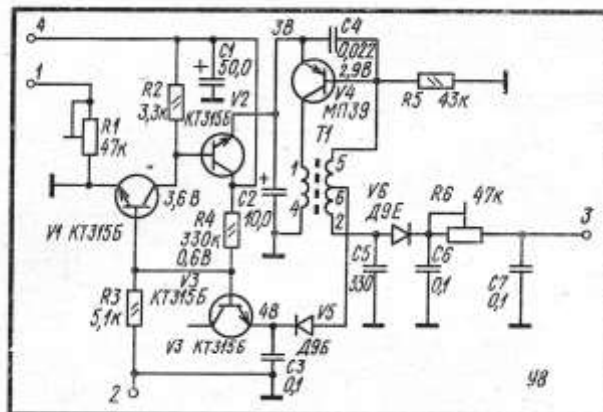 4
1
R1
47к
R2
3,3к
+
C1
50,0
V2
КТ315Б
3В
C4
0,022
2,9В
V4
МП39
R5
43к
T1
1
4
5
6
2
+
C2
10,0
3,6В
V1 КТ315Б
R4
330к
0,6В
V3
КТ315Б
R3
5,1к
V3 КТ315Б
4В
V5
Д9Б
C3
0,1
2
V6
Д9Е
R6
47к
3
C5
330
C6
0,1
C7
0,1
У8